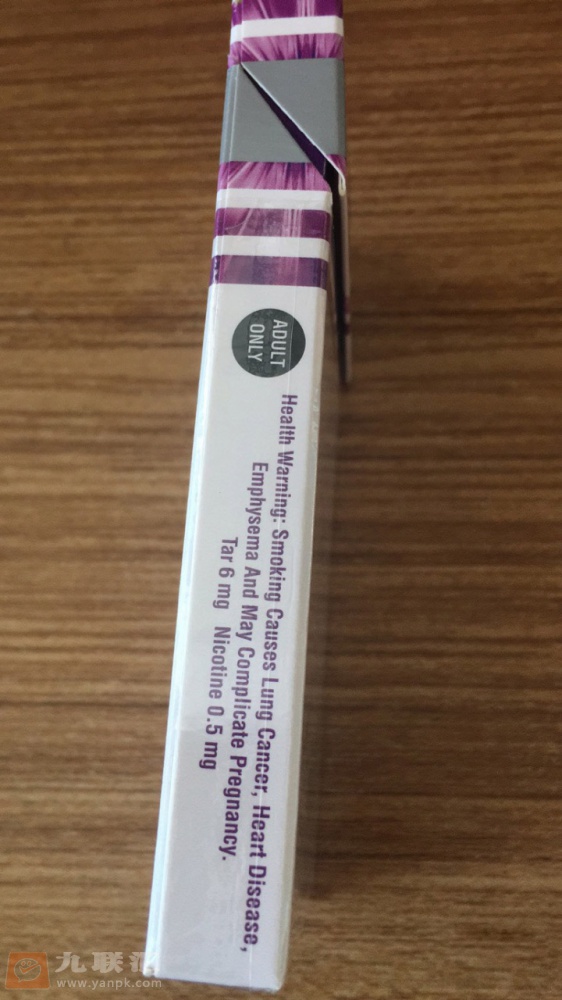 ADULT
ONLY
Health Warning: Smoking Causes Lung Cancer, Heart Disease,
Emphysema And May Complicate Pregnancy.
Tar 6 mg Nicotine 0.5 mg
九联
www.yanpk.com